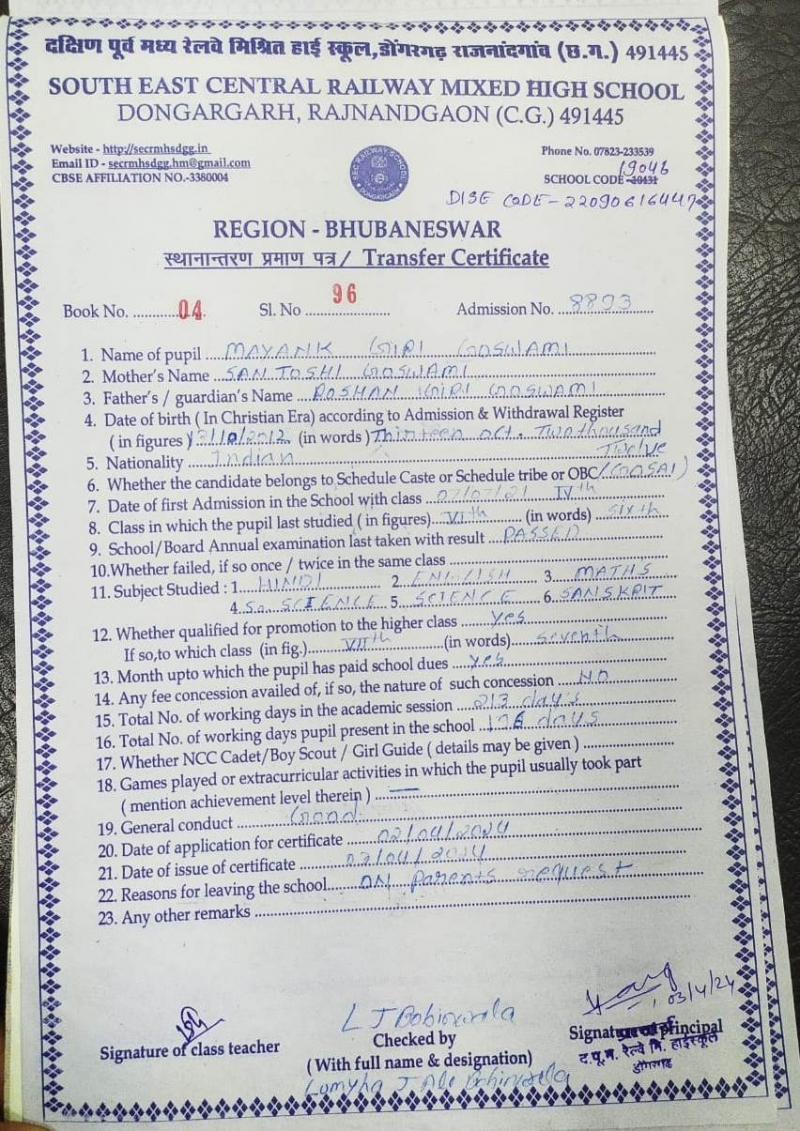 दक्षिण पूर्व मध्य रेलवे मिश्रित हाई स्कूल, डोंगरगढ़ राजनांदगांव (छ.ग.) 491445
SOUTH EAST CENTRAL RAILWAY MIXED HIGH SCHOOL
DONGARGARH, RAJNANDGAON (C.G.) 491445
Website - http://secrmhsdgg.in
Email ID - secrmhsdgg.hm@gmail.com
CBSE AFFILIATION NO.-3380004
Phone No. 07823-233539
SCHOOL CODE 19046
DISE CODE - 22090616447
REGION - BHUBANESWAR
स्थानान्तरण प्रमाण पत्र / Transfer Certificate
Book No. 04 Sl. No 96 Admission No. 8893
1. Name of pupil MAYANK GIRI GOSWAMI
2. Mother's Name SANTOSHI GOSWAMI
3. Father's / guardian's Name ROSHAN GIRI GOSWAMI
4. Date of birth ( In Christian Era) according to Admission & Withdrawal Register
( in figures) 13/10/2012 (in words) Thirteen oct. Twothousand
Twelve
5. Nationality Indian
6. Whether the candidate belongs to Schedule Caste or Schedule tribe or OBC (GOSAI)
7. Date of first Admission in the School with class 07/07/21 IVth
8. Class in which the pupil last studied ( in figures) VIth (in words) sixth
9. School/Board Annual examination last taken with result PASSED
10. Whether failed, if so once / twice in the same class
11. Subject Studied : 1. HINDI 2. ENGLISH 3. MATHS
4. So. SCIENCE 5 SCIENCE 6. SANSKRIT
12. Whether qualified for promotion to the higher class yes
If so,to which class (in fig.) VIIth (in words) seventh
13. Month upto which the pupil has paid school dues yes
14. Any fee concession availed of, if so, the nature of such concession NO
15. Total No. of working days in the academic session 213 day's
16. Total No. of working days pupil present in the school days
17. Whether NCC Cadet/Boy Scout / Girl Guide ( details may be given )
18. Games played or extracurricular activities in which the pupil usually took part
( mention achievement level therein ) —
19. General conduct Good
20. Date of application for certificate 02/04/2024
21. Date of issue of certificate 02/04/2024
22. Reasons for leaving the school ON Parents request
23. Any other remarks
03/4/24
L J
Signature of class teacher
Checked by
(With full name & designation)
Signature of principal
द.पू.म. रेल्वे मि. हाईस्कूल
डोंगरगढ़